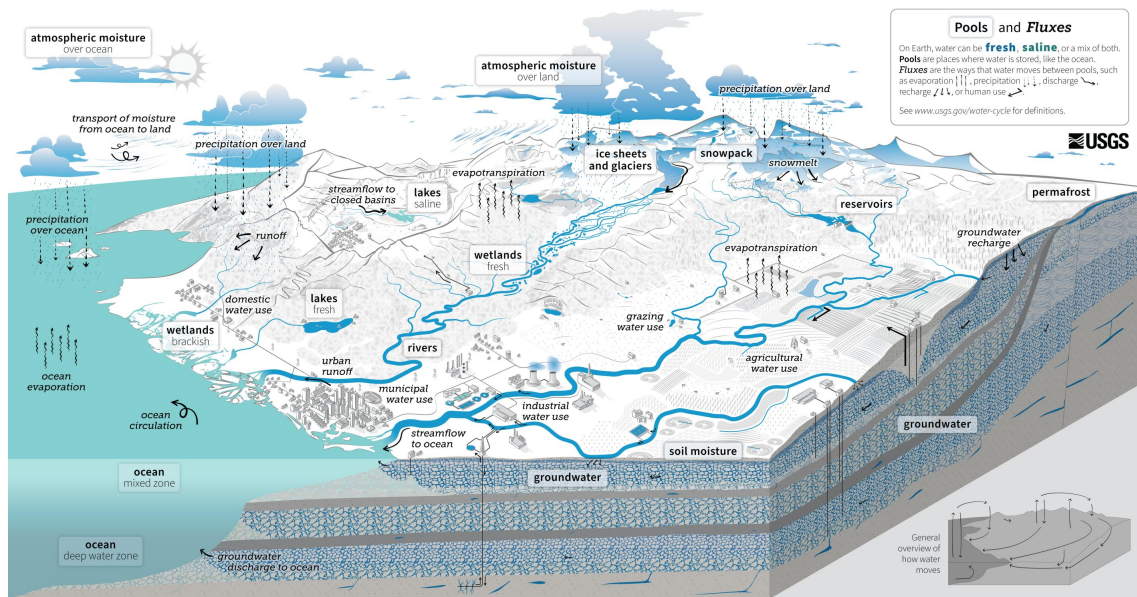 atmospheric moisture
over ocean
atmospheric moisture
over land
Pools and Fluxes
On Earth, water can be fresh, saline, or a mix of both.
Pools are places where water is stored, like the ocean.
Fluxes are the ways that water moves between pools, such
as evaporation, precipitation, discharge,
recharge, or human use.
See www.usgs.gov/water-cycle for definitions.
USGS
transport of moisture
from ocean to land
precipitation over land
precipitation over land
ice sheets
and glaciers
snowpack
snowmelt
evapotranspiration
streamflow to
closed basins
lakes
saline
permafrost
reservoirs
precipitation
over ocean
runoff
groundwater
recharge
evapotranspiration
wetlands
fresh
domestic
water use
lakes
fresh
grazing
water use
wetlands
brackish
rivers
agricultural
water use
ocean
evaporation
urban
runoff
municipal
water use
industrial
water use
ocean
circulation
streamflow
to ocean
groundwater
soil moisture
ocean
mixed zone
groundwater
ocean
deep water zone
groundwater
discharge to ocean
General
overview of
how water
moves